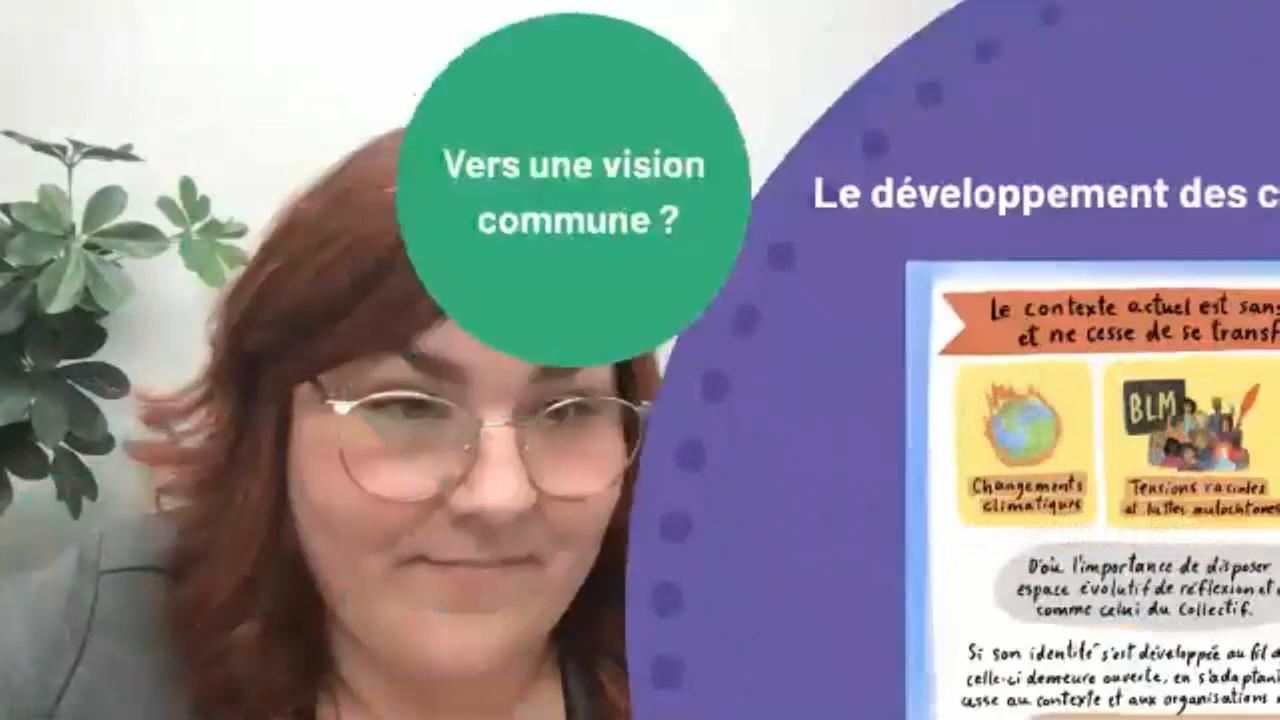 Vers une vision
commune ?
Le développement des c
Le contexte actuel est sans
et ne cesse de se transf
BLM
Changements
climatiques
Tensions raciales
et luttes autochtones
D'où l'importance de disposer
espace évolutif de réflexion et
comme celui du Collectif.
Si son identité s'est développée au fil d
celle-ci demeure ouverte, en s'adaptant
cesse au contexte et aux organisations